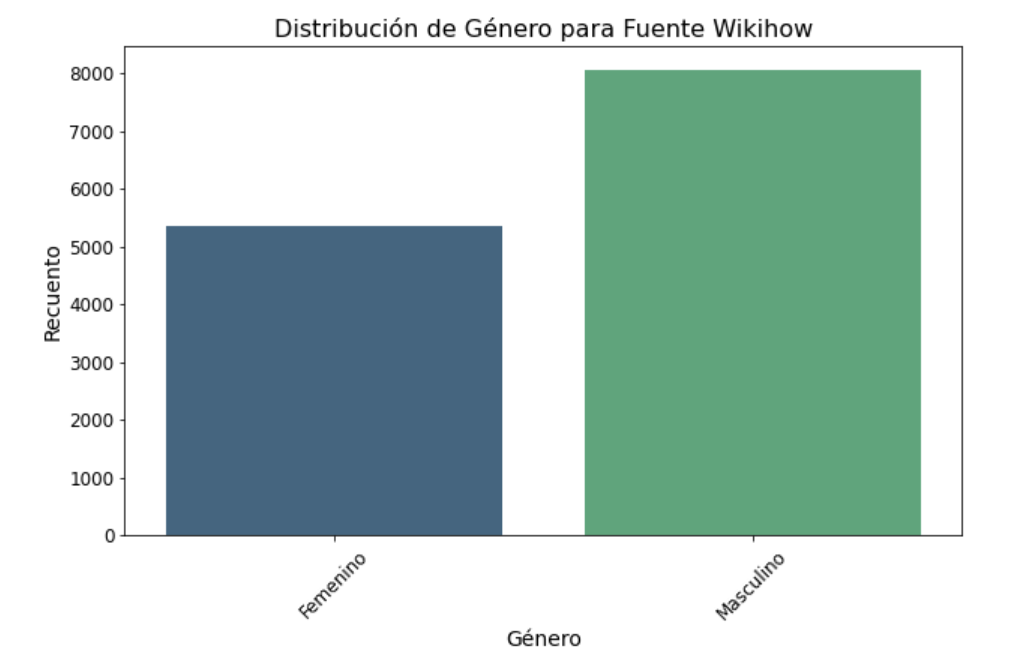 Distribución de Género para Fuente Wikihow
8000
7000
6000
5000
4000
3000
2000
1000
0
Recuento
Femenino
Masculino
Género